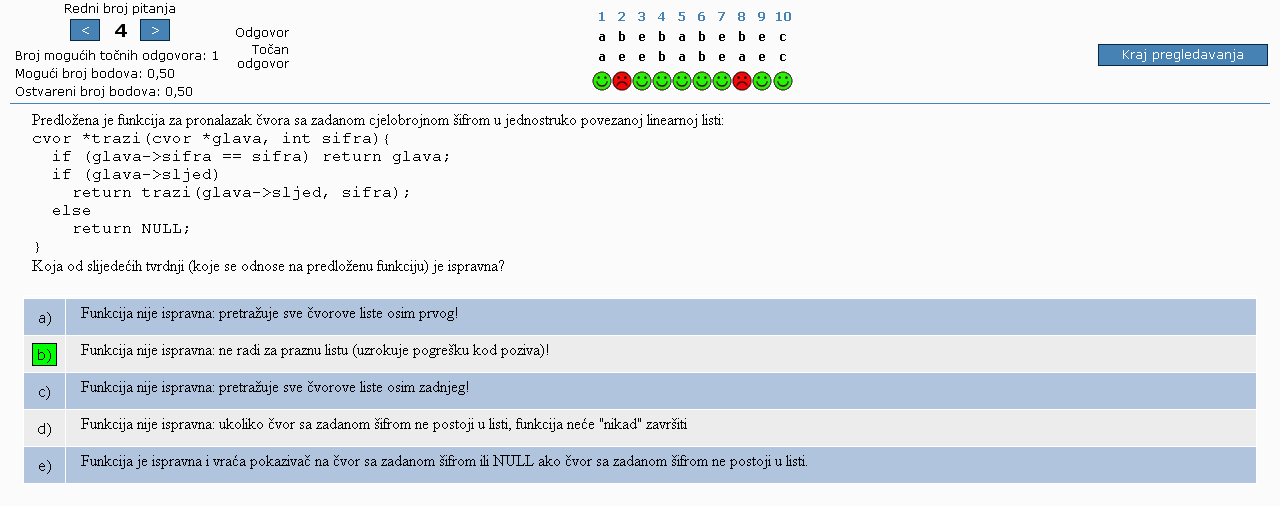 Redni broj pitanja
< 4 >
Broj mogućih točnih odgovora: 1
Mogući broj bodova: 0,50
Ostvareni broj bodova: 0,50
1 2 3 4 5 6 7 8 9 10
Odgovor a b e b a b e b e c
Točan odgovor a e e b a b e a e c
Kraj pregledavanja
Predložena je funkcija za pronalazak čvora sa zadanom cjelobrojnom šifrom u jednostruko povezanoj linearnoj listi:
cvor *trazi(cvor *glava, int sifra){
if (glava->sifra == sifra) return glava;
if (glava->sljed)
return trazi(glava->sljed, sifra);
else
return NULL;
}
Koja od slijedećih tvrdnji (koje se odnose na predloženu funkciju) je ispravna?
a) Funkcija nije ispravna: pretražuje sve čvorove liste osim prvog!
b) Funkcija nije ispravna: ne radi za praznu listu (uzrokuje pogrešku kod poziva)!
c) Funkcija nije ispravna: pretražuje sve čvorove liste osim zadnjeg!
d) Funkcija nije ispravna: ukoliko čvor sa zadanom šifrom ne postoji u listi, funkcija neće "nikad" završiti
e) Funkcija je ispravna i vraća pokazivač na čvor sa zadanom šifrom ili NULL ako čvor sa zadanom šifrom ne postoji u listi.